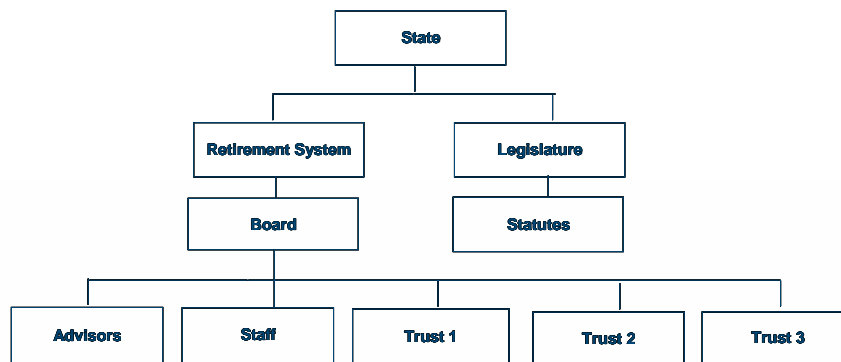 State
Retirement System
Legislature
Board
Statutes
Advisors
Staff
Trust 1
Trust 2
Trust 3